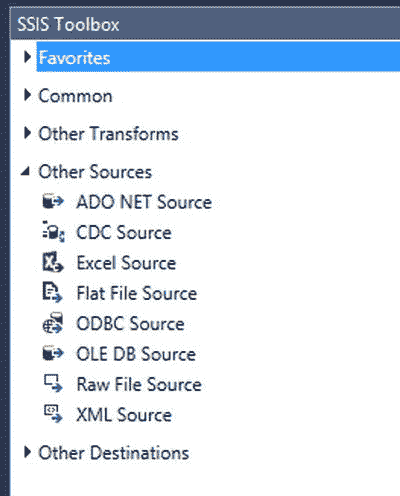 SSIS Toolbox
Favorites
Common
Other Transforms
Other Sources
ADO NET Source
CDC Source
Excel Source
Flat File Source
ODBC Source
OLE DB Source
Raw File Source
XML Source
Other Destinations